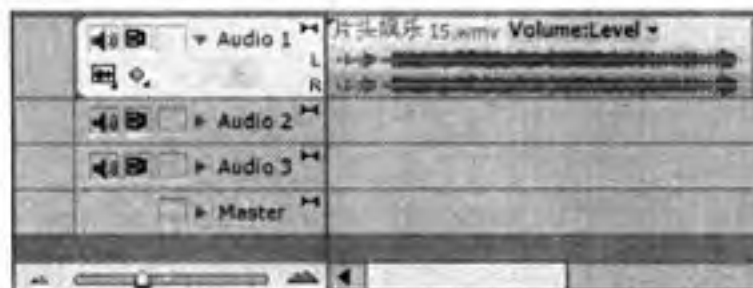 Audio 1
片头娱乐 15.wmv Volume:Level
L
R
Audio 2
Audio 3
Master